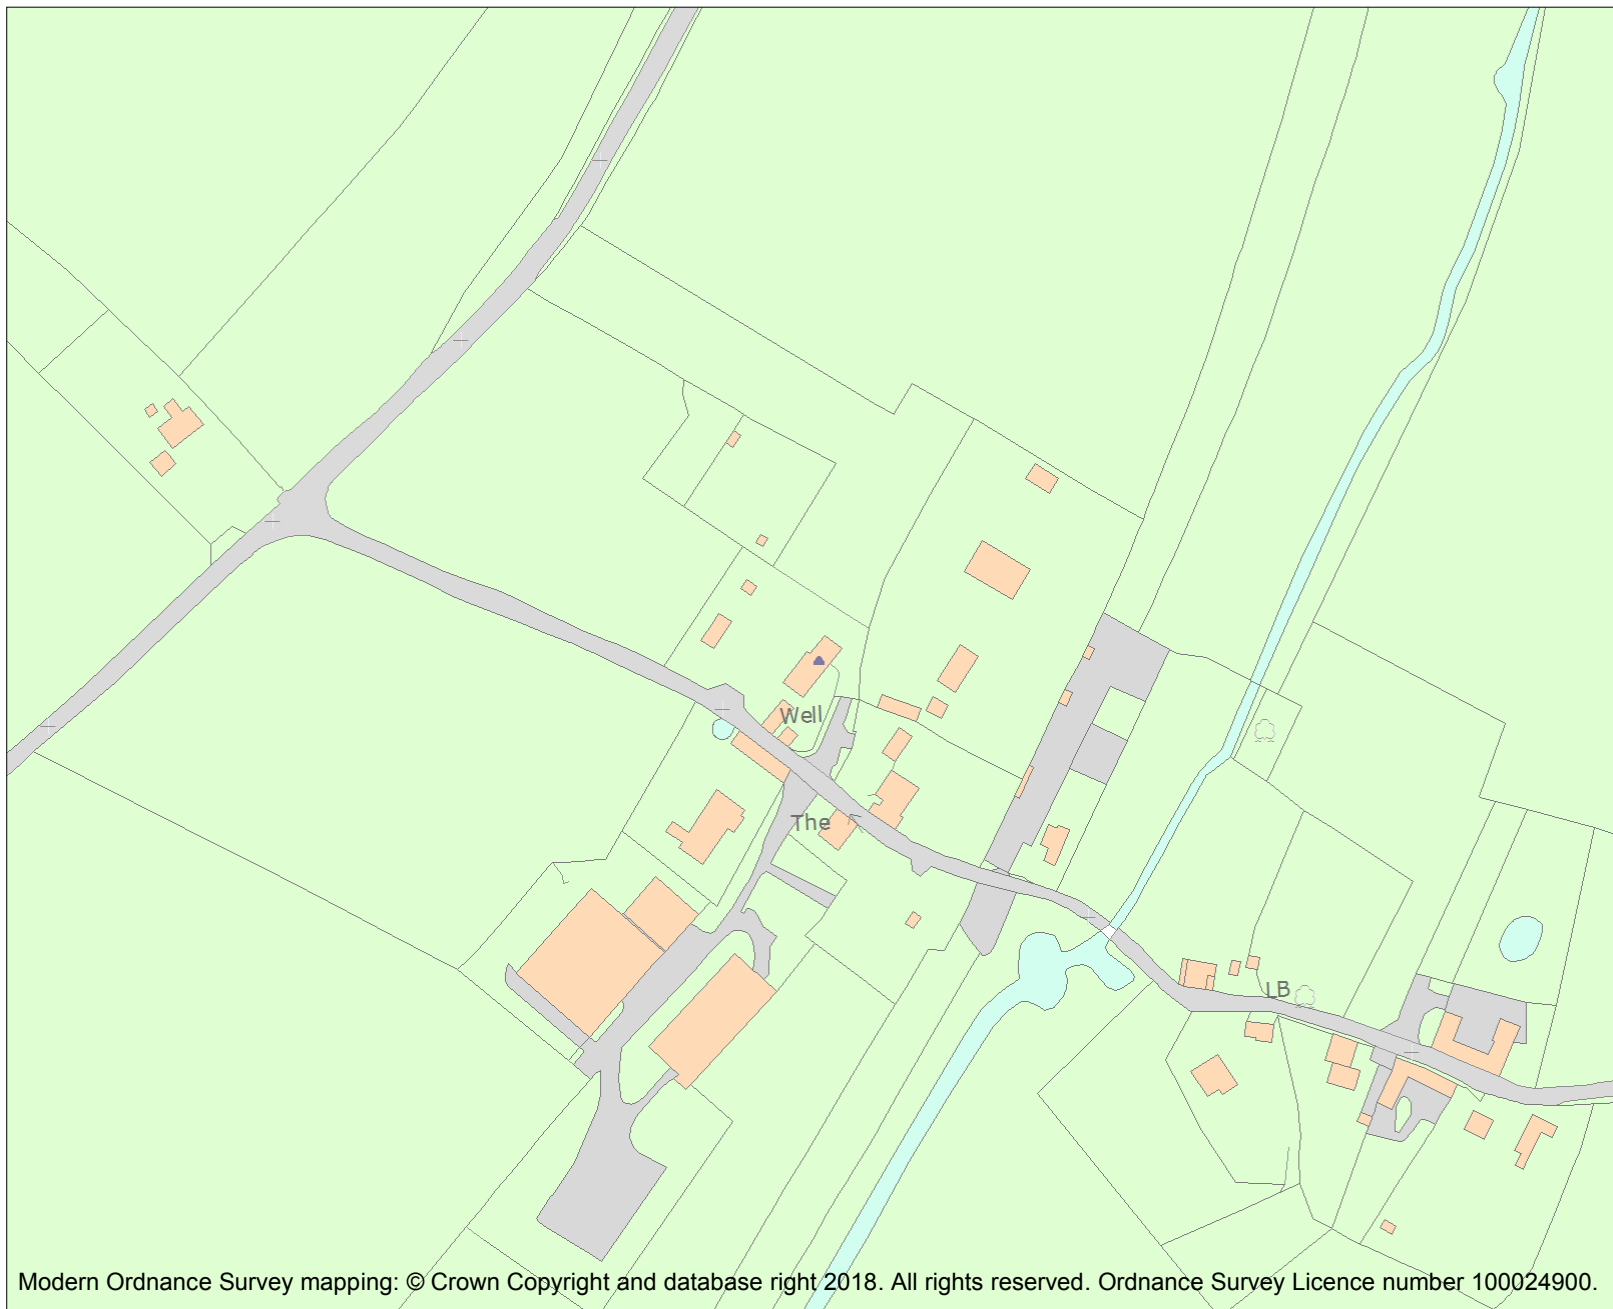 Well
The
LB
Modern Ordnance Survey mapping: © Crown Copyright and database right 2018. All rights reserved. Ordnance Survey Licence number 100024900.